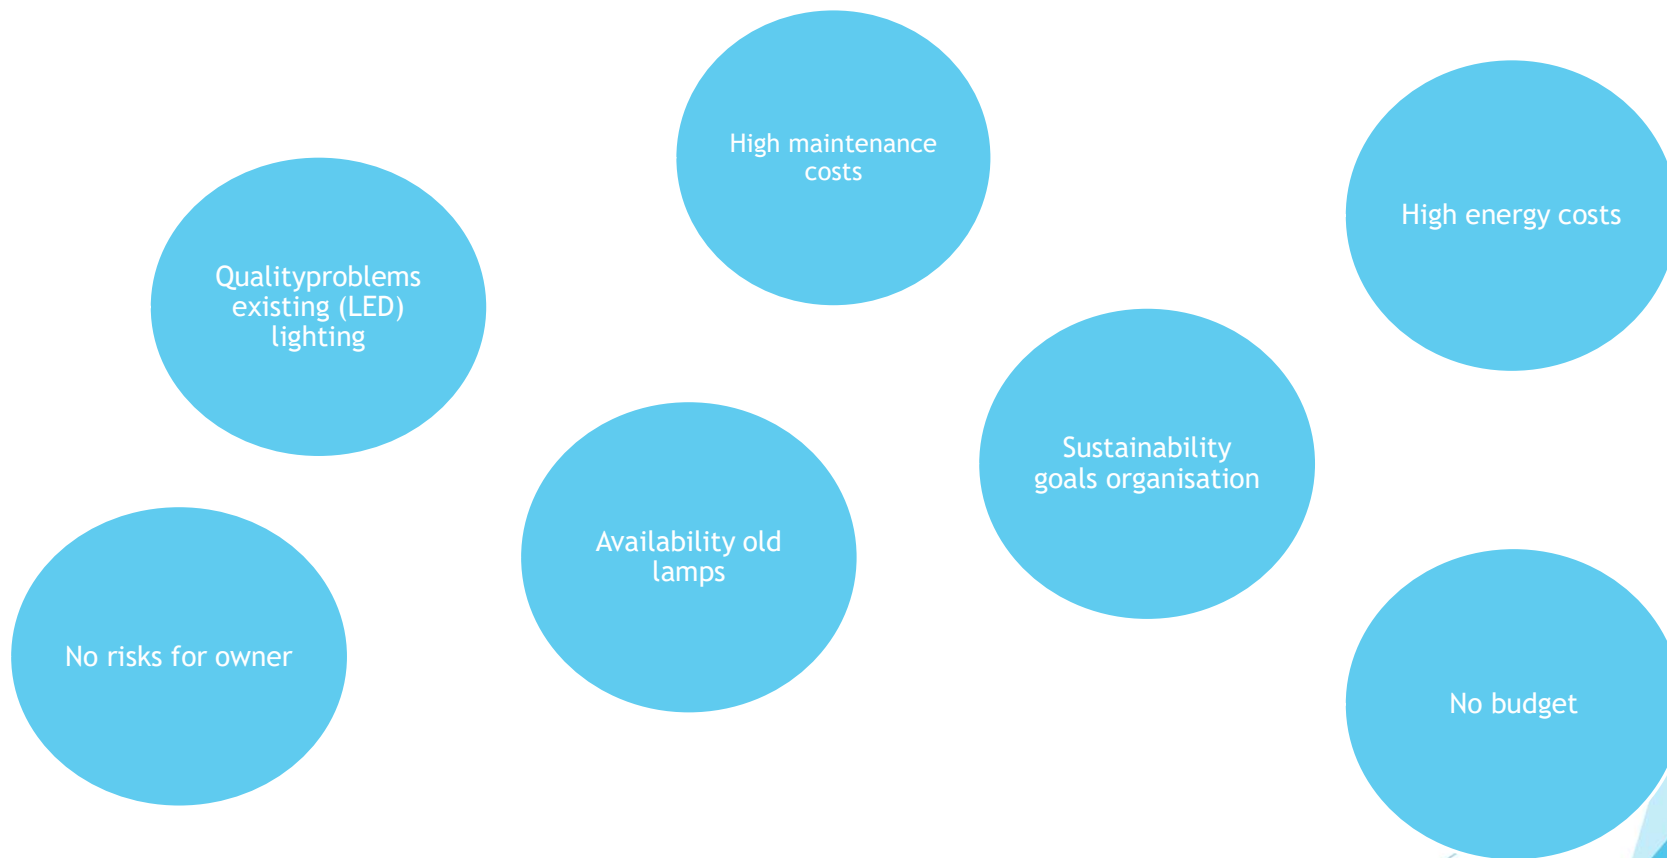 High maintenance
costs
High energy costs
Qualityproblems
existing (LED)
lighting
Sustainability
goals organisation
Availability old
lamps
No risks for owner
No budget